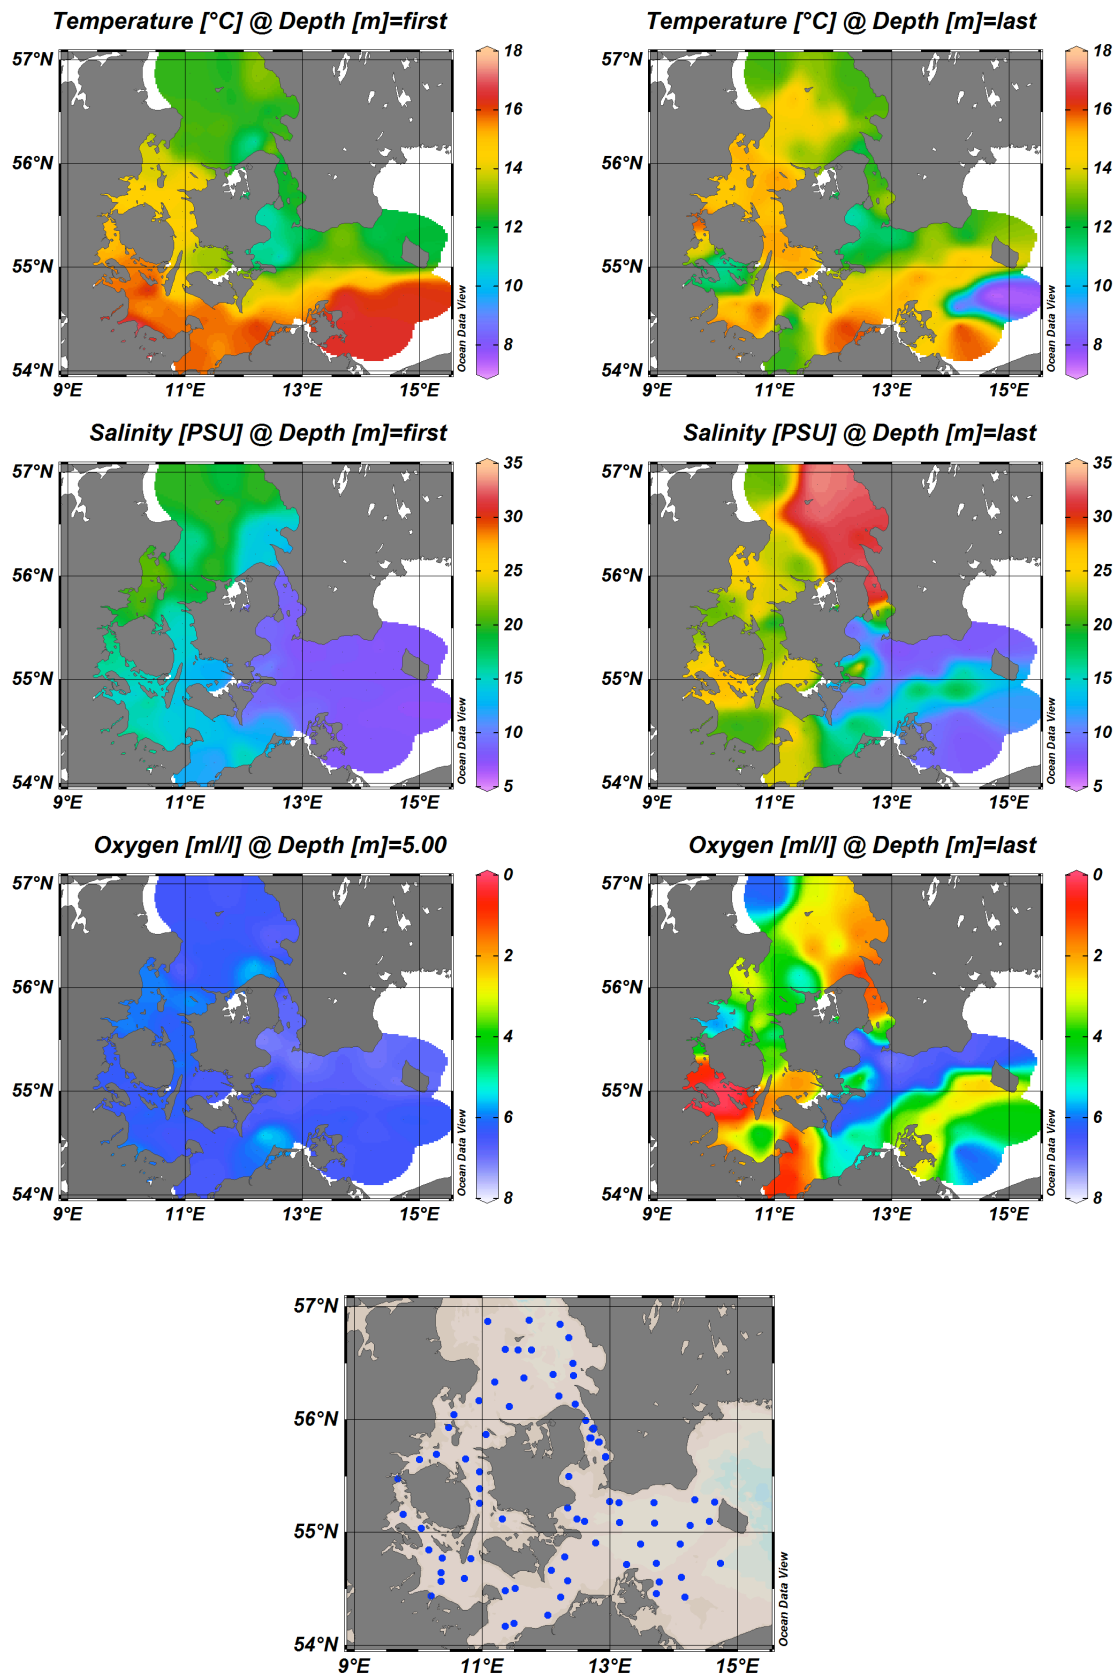 Temperature [°C] @ Depth [m]=first
Temperature [°C] @ Depth [m]=last
57°N
56°N
55°N
54°N
9°E 11°E 13°E 15°E
18
16
14
12
10
8
Ocean Data View
57°N
56°N
55°N
54°N
9°E 11°E 13°E 15°E
18
16
14
12
10
8
Ocean Data View
Salinity [PSU] @ Depth [m]=first
Salinity [PSU] @ Depth [m]=last
57°N
56°N
55°N
54°N
9°E 11°E 13°E 15°E
35
30
25
20
15
10
5
Ocean Data View
57°N
56°N
55°N
54°N
9°E 11°E 13°E 15°E
35
30
25
20
15
10
5
Ocean Data View
Oxygen [ml/l] @ Depth [m]=5.00
Oxygen [ml/l] @ Depth [m]=last
57°N
56°N
55°N
54°N
9°E 11°E 13°E 15°E
0
2
4
6
8
Ocean Data View
57°N
56°N
55°N
54°N
9°E 11°E 13°E 15°E
0
2
4
6
8
Ocean Data View
57°N
56°N
55°N
54°N
9°E 11°E 13°E 15°E
Ocean Data View